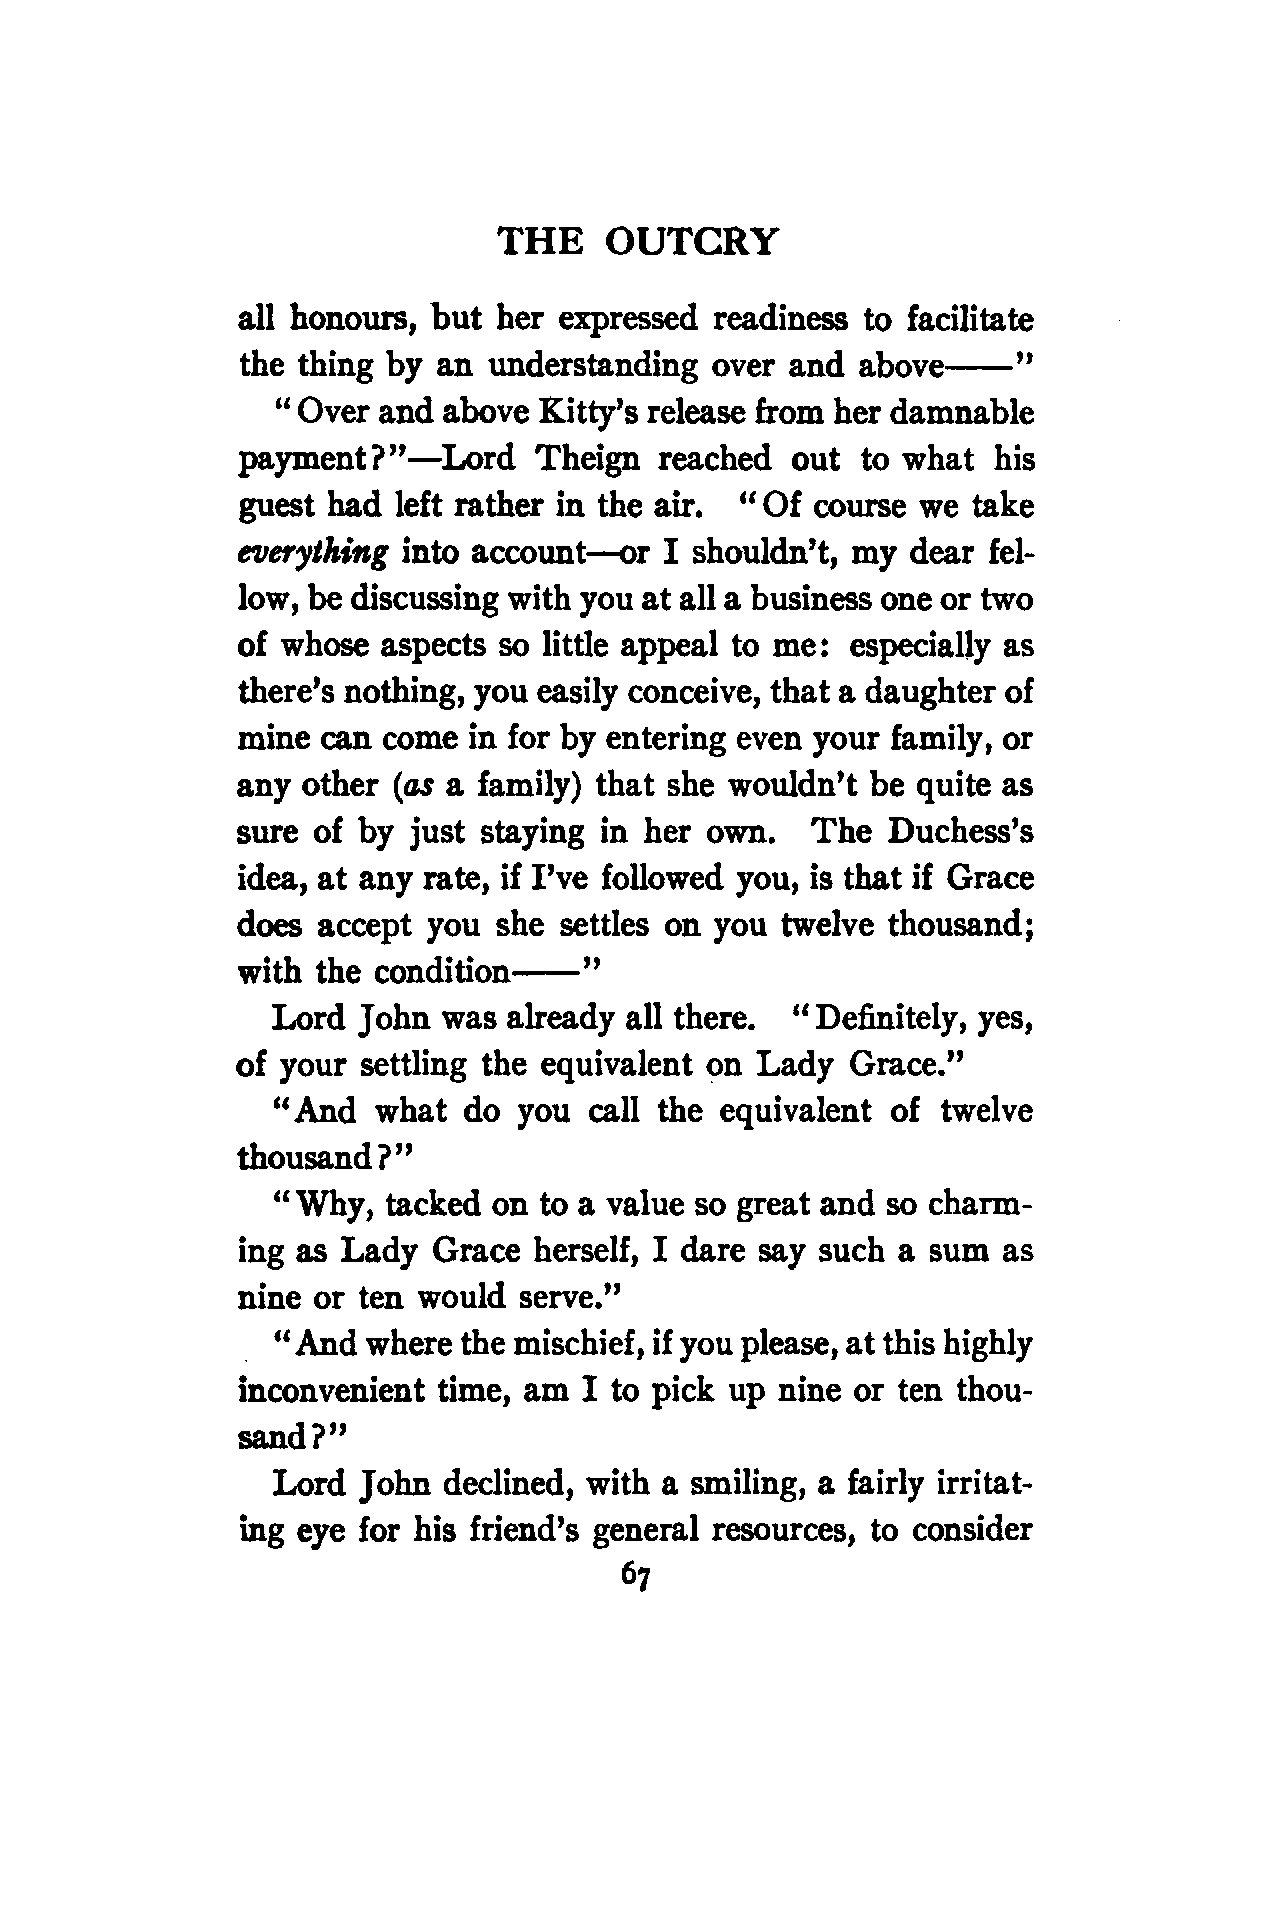 THE OUTCRY
all honours, but her expressed readiness to facilitate
the thing by an understanding over and above——"
"Over and above Kitty's release from her damnable
payment?"—Lord Theign reached out to what his
guest had left rather in the air. "Of course we take
everything into account—or I shouldn't, my dear fel-
low, be discussing with you at all a business one or two
of whose aspects so little appeal to me: especially as
there's nothing, you easily conceive, that a daughter of
mine can come in for by entering even your family, or
any other (as a family) that she wouldn't be quite as
sure of by just staying in her own. The Duchess's
idea, at any rate, if I've followed you, is that if Grace
does accept you she settles on you twelve thousand;
with the condition——"
Lord John was already all there. "Definitely, yes,
of your settling the equivalent on Lady Grace."
"And what do you call the equivalent of twelve
thousand?"
"Why, tacked on to a value so great and so charm-
ing as Lady Grace herself, I dare say such a sum as
nine or ten would serve."
"And where the mischief, if you please, at this highly
inconvenient time, am I to pick up nine or ten thou-
sand?"
Lord John declined, with a smiling, a fairly irritat-
ing eye for his friend's general resources, to consider
67